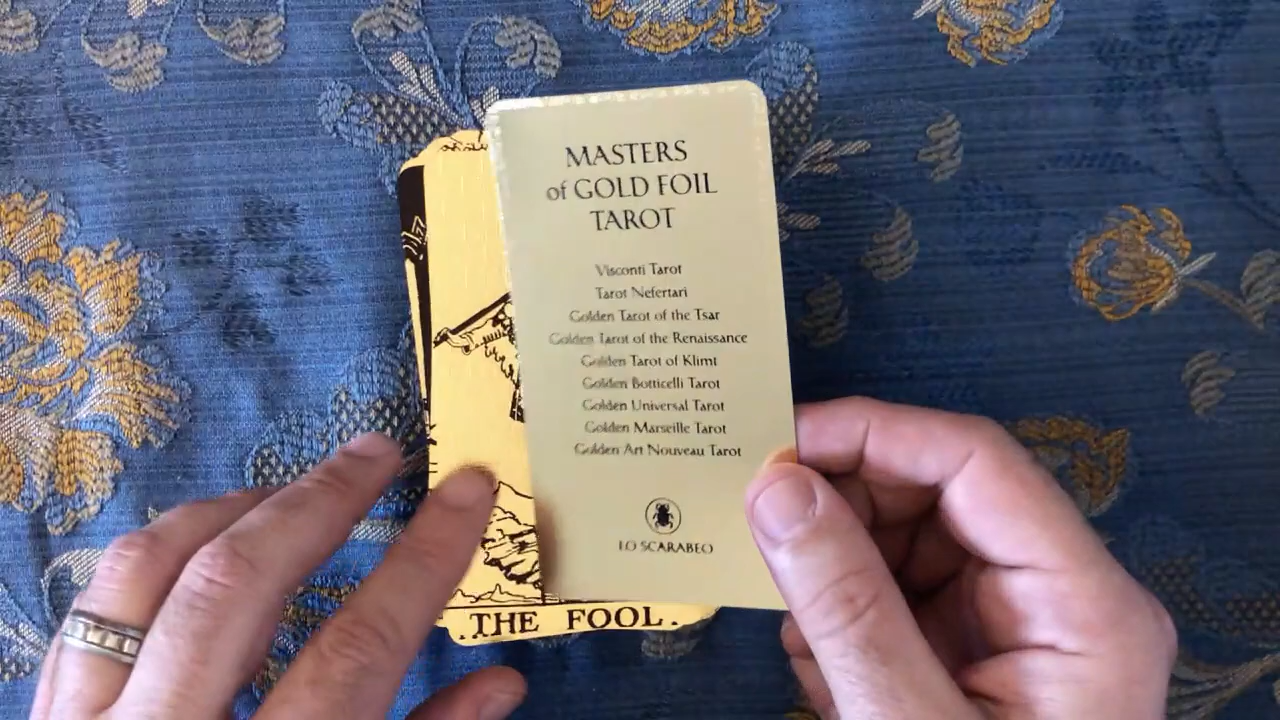 MASTERS
of GOLD FOIL
TAROT
Visconti Tarot
Tarot Nefertari
Golden Tarot of the Tsar
Golden Tarot of the Renaissance
Golden Tarot of Klimt
Golden Botticelli Tarot
Golden Universal Tarot
Golden Marseille Tarot
Golden Art Nouveau Tarot
LO SCARABEO
.THE FOOL.